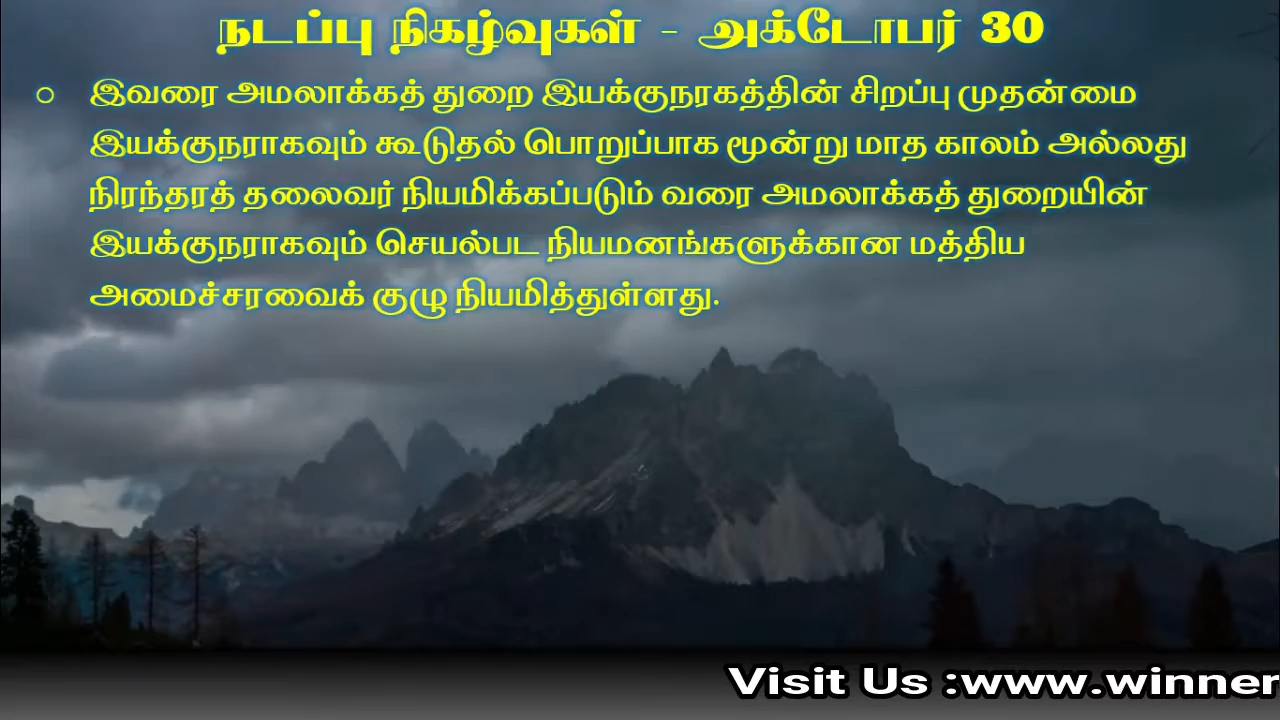 நடப்பு நிகழ்வுகள் - அக்டோபர் 30
இவரை அமலாக்கத் துறை இயக்குநரகத்தின் சிறப்பு முதன்மை
இயக்குநராகவும் கூடுதல் பொறுப்பாக மூன்று மாத காலம் அல்லது
நிரந்தரத் தலைவர் நியமிக்கப்படும் வரை அமலாக்கத் துறையின்
இயக்குநராகவும் செயல்பட நியமனங்களுக்கான மத்திய
அமைச்சரவைக் குழு நியமித்துள்ளது.
Visit Us :www.winner